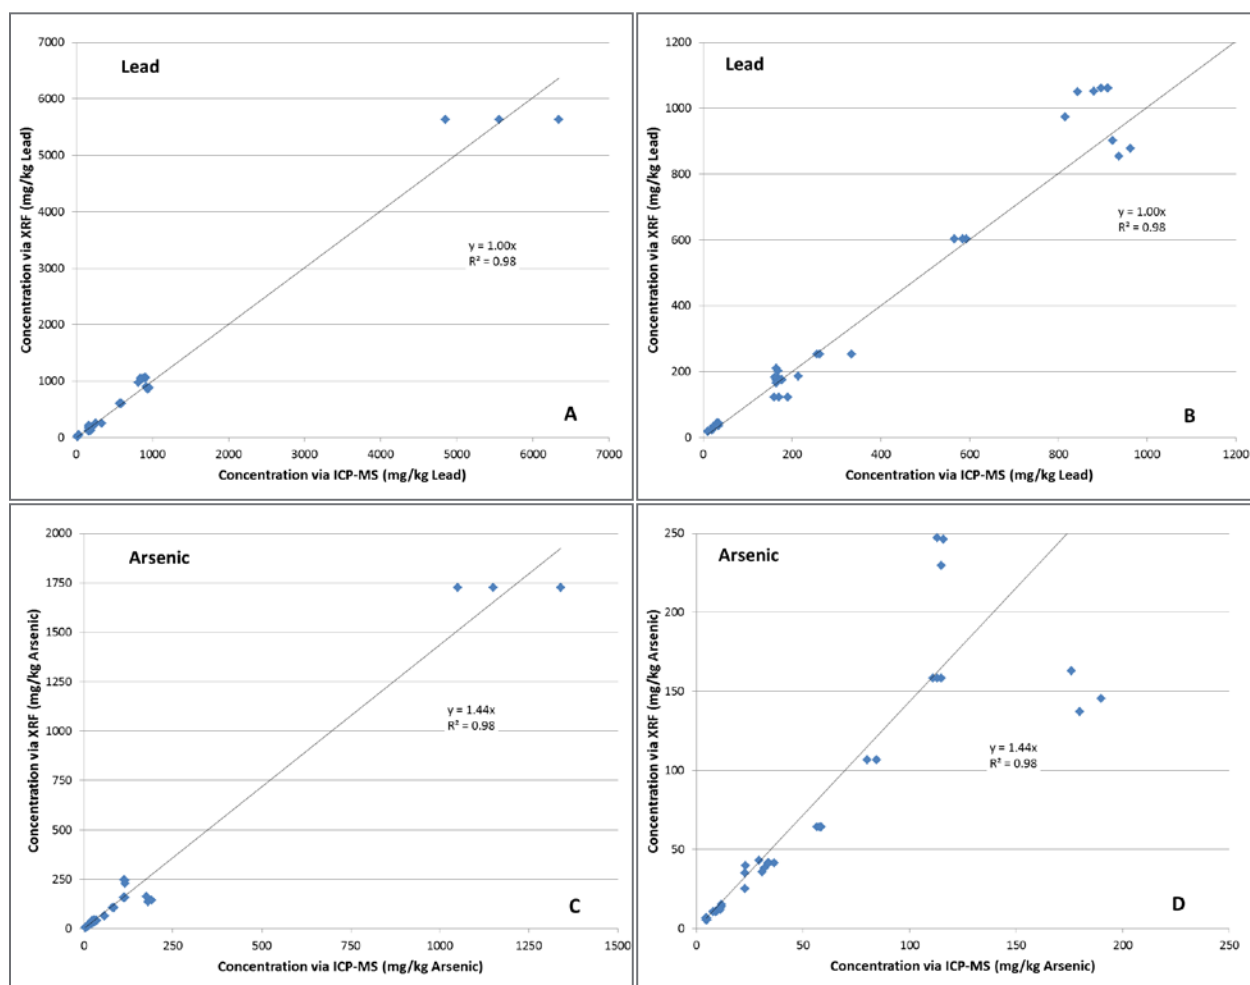 Lead
7000
6000
5000
4000
3000
2000
1000
0
Concentration via XRF (mg/kg Lead)
y = 1.00x
R² = 0.98
A
0 1000 2000 3000 4000 5000 6000 7000
Concentration via ICP-MS (mg/kg Lead)
Lead
1200
1000
800
600
400
200
0
Concentration via XRF (mg/kg Lead)
y = 1.00x
R² = 0.98
B
0 200 400 600 800 1000 1200
Concentration via ICP-MS (mg/kg Lead)
Arsenic
2000
1750
1500
1250
1000
750
500
250
0
Concentration via XRF (mg/kg Arsenic)
y = 1.44x
R² = 0.98
C
0 250 500 750 1000 1250 1500
Concentration via ICP-MS (mg/kg Arsenic)
Arsenic
250
200
150
100
50
0
Concentration via XRF (mg/kg Arsenic)
y = 1.44x
R² = 0.98
D
0 50 100 150 200 250
Concentration via ICP-MS (mg/kg Arsenic)